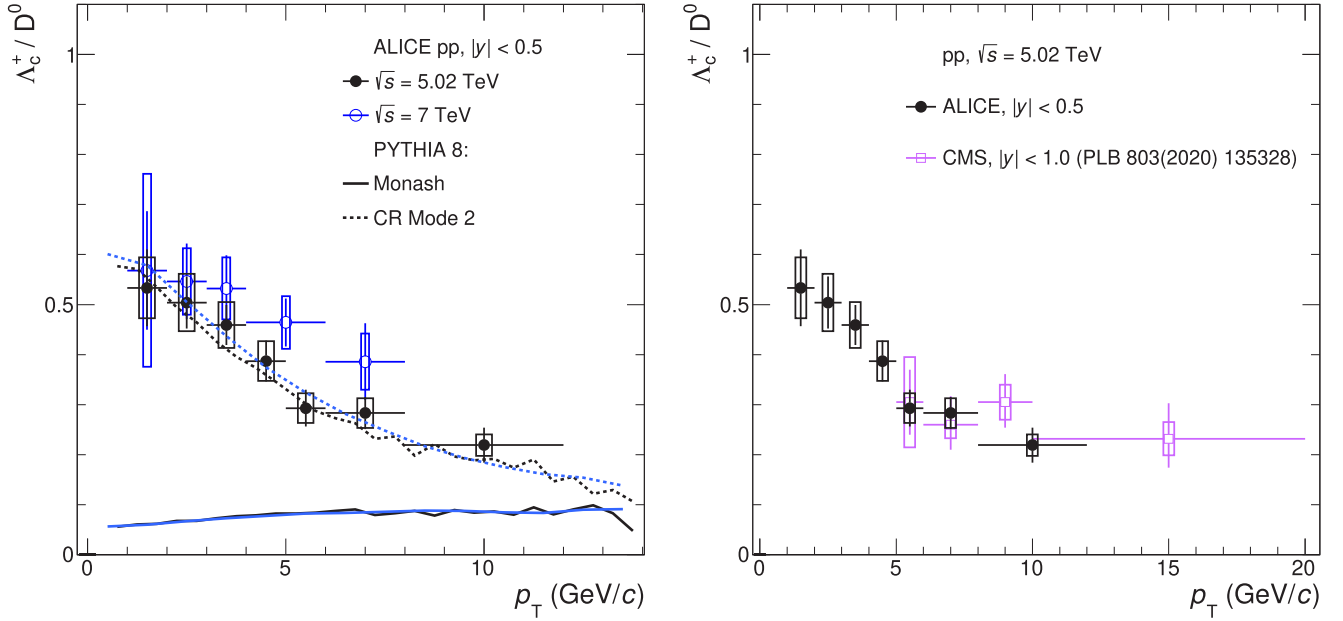 Λc+ / D0
1
0.5
0
ALICE pp, |y| < 0.5
√s = 5.02 TeV
√s = 7 TeV
PYTHIA 8:
Monash
CR Mode 2
0 5 10
pT (GeV/c)
Λc+ / D0
1
0.5
0
pp, √s = 5.02 TeV
ALICE, |y| < 0.5
CMS, |y| < 1.0 (PLB 803(2020) 135328)
0 5 10 15 20
pT (GeV/c)